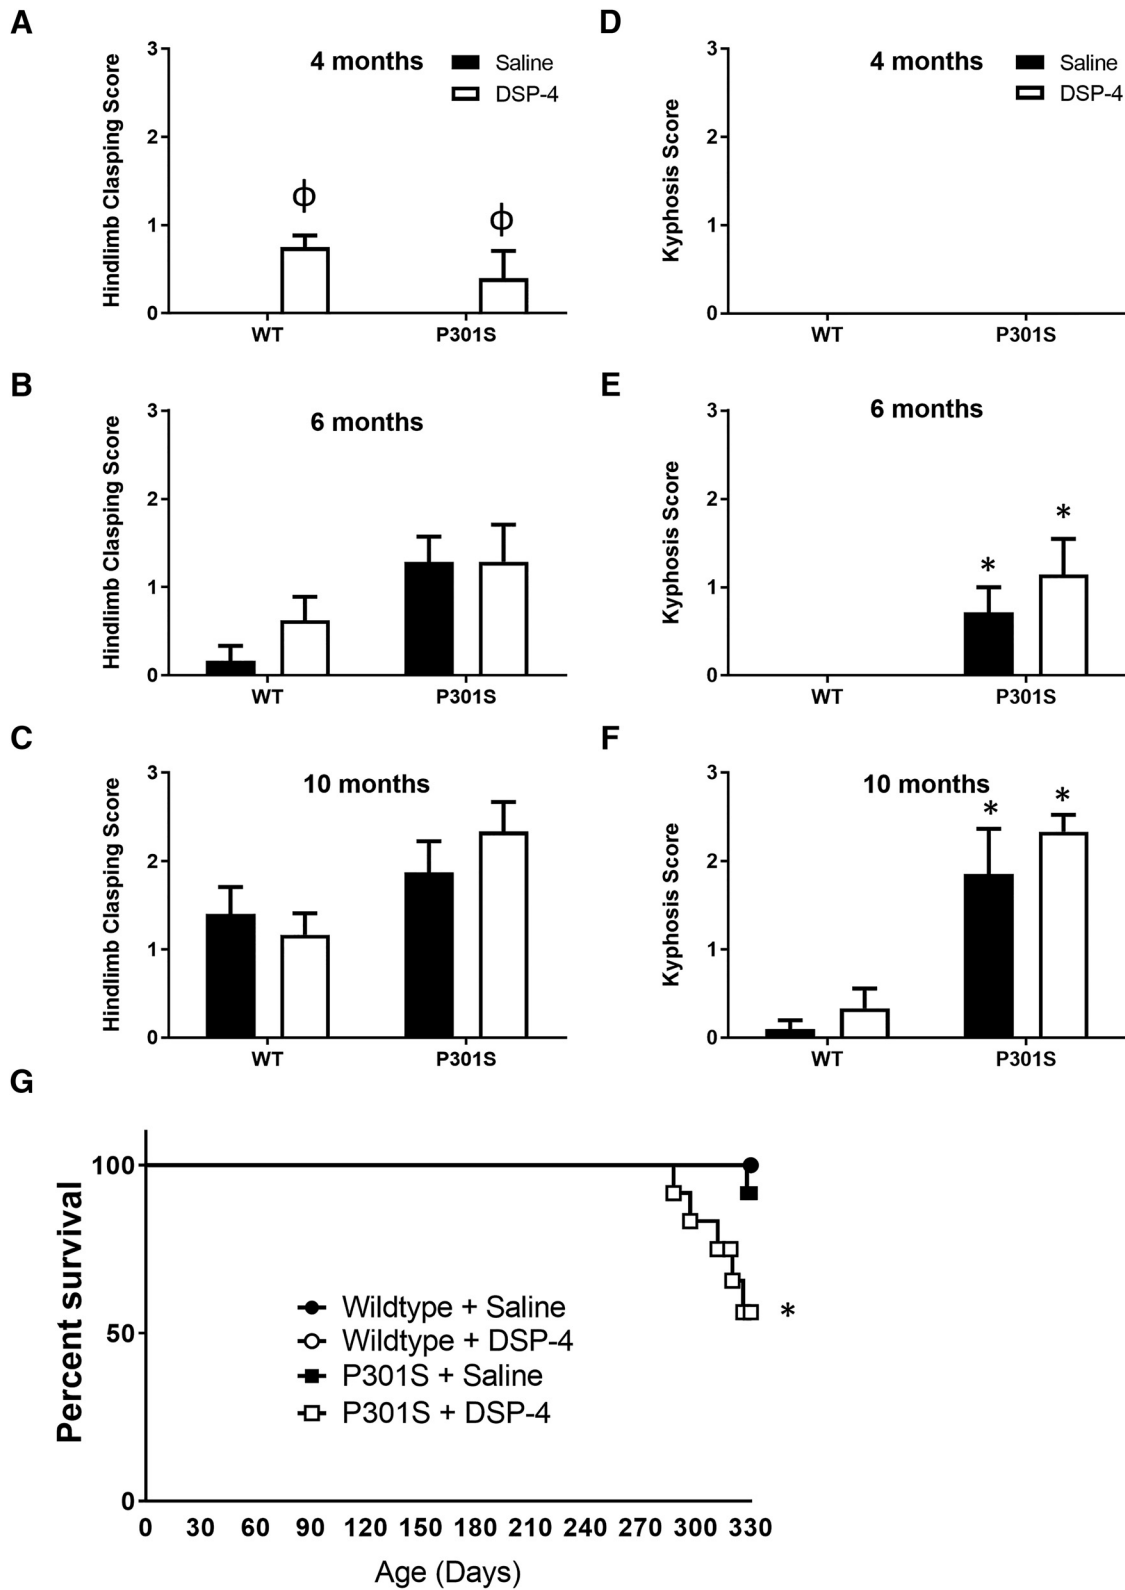 A
4 months
Saline
DSP-4
Hindlimb Clasping Score
3
2
1
0
ϕ
ϕ
WT
P301S
D
4 months
Saline
DSP-4
Kyphosis Score
3
2
1
0
WT
P301S
B
6 months
Hindlimb Clasping Score
3
2
1
0
WT
P301S
E
6 months
Kyphosis Score
3
2
1
0
*
*
WT
P301S
C
10 months
Hindlimb Clasping Score
3
2
1
0
WT
P301S
F
10 months
Kyphosis Score
3
2
1
0
*
*
WT
P301S
G
Percent survival
100
50
0
Wildtype + Saline
Wildtype + DSP-4
P301S + Saline
P301S + DSP-4
*
0 30 60 90 120 150 180 210 240 270 300 330
Age (Days)